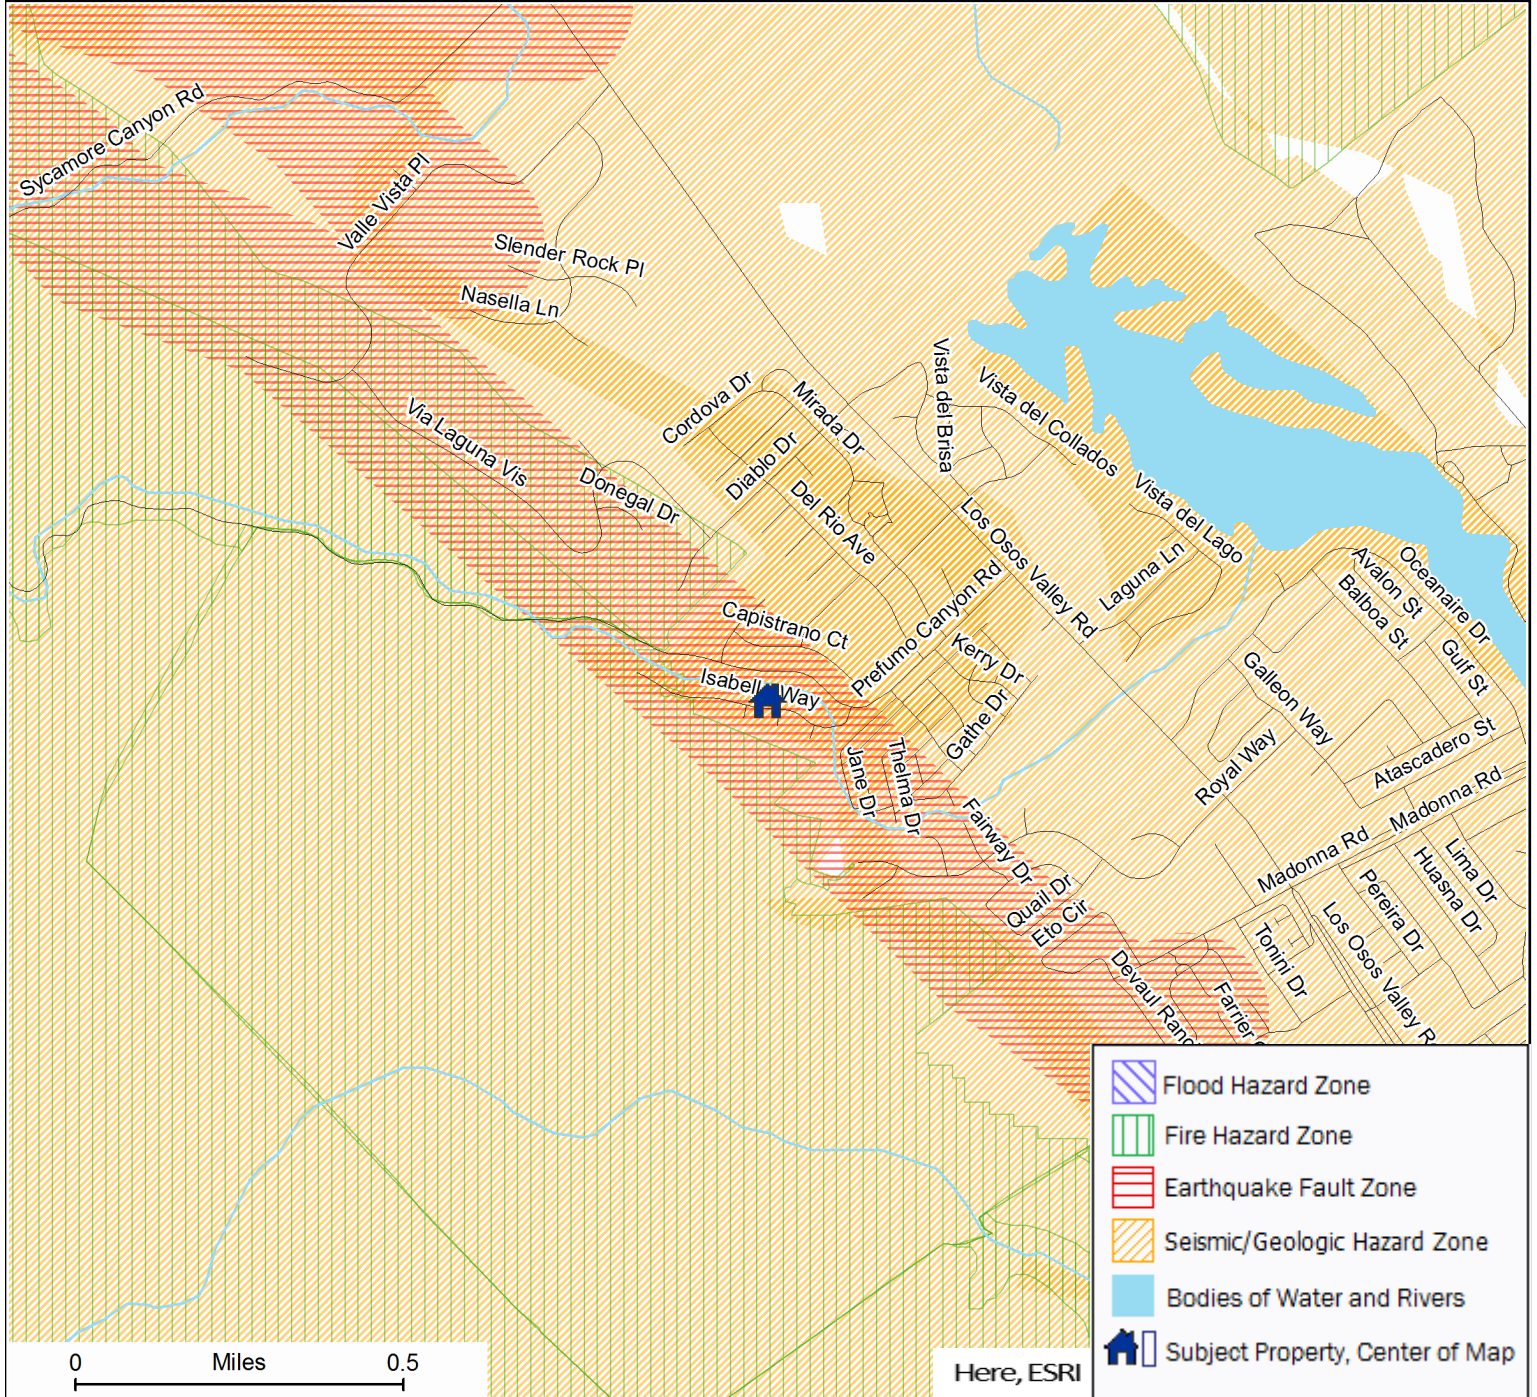 Sycamore Canyon Rd
Valle Vista Pl
Slender Rock Pl
Nasella Ln
Cordova Dr
Mirada Dr
Vista del Brisa
Vista del Collados
Via Laguna Vis
Diablo Dr
Donegal Dr
Del Rio Ave
Vista del Lago
Los Osos Valley Rd
Laguna Ln
Oceanaire Dr
Avalon St
Balboa St
Prefumo Canyon Rd
Capistrano Ct
Kerry Dr
Gulf St
Galleon Way
Isabell Way
Gathe Dr
Jane Dr
Thelma Dr
Royal Way
Atascadero St
Madonna Rd
Fairway Dr
Madonna Rd
Lima Dr
Huasna Dr
Pereira Dr
Quail Dr
Eto Cir
Tonini Dr
Los Osos Valley R
Devaul Ranc
Farrier
Flood Hazard Zone
Fire Hazard Zone
Earthquake Fault Zone
Seismic/Geologic Hazard Zone
Bodies of Water and Rivers
Subject Property, Center of Map
0 Miles 0.5
Here, ESRI